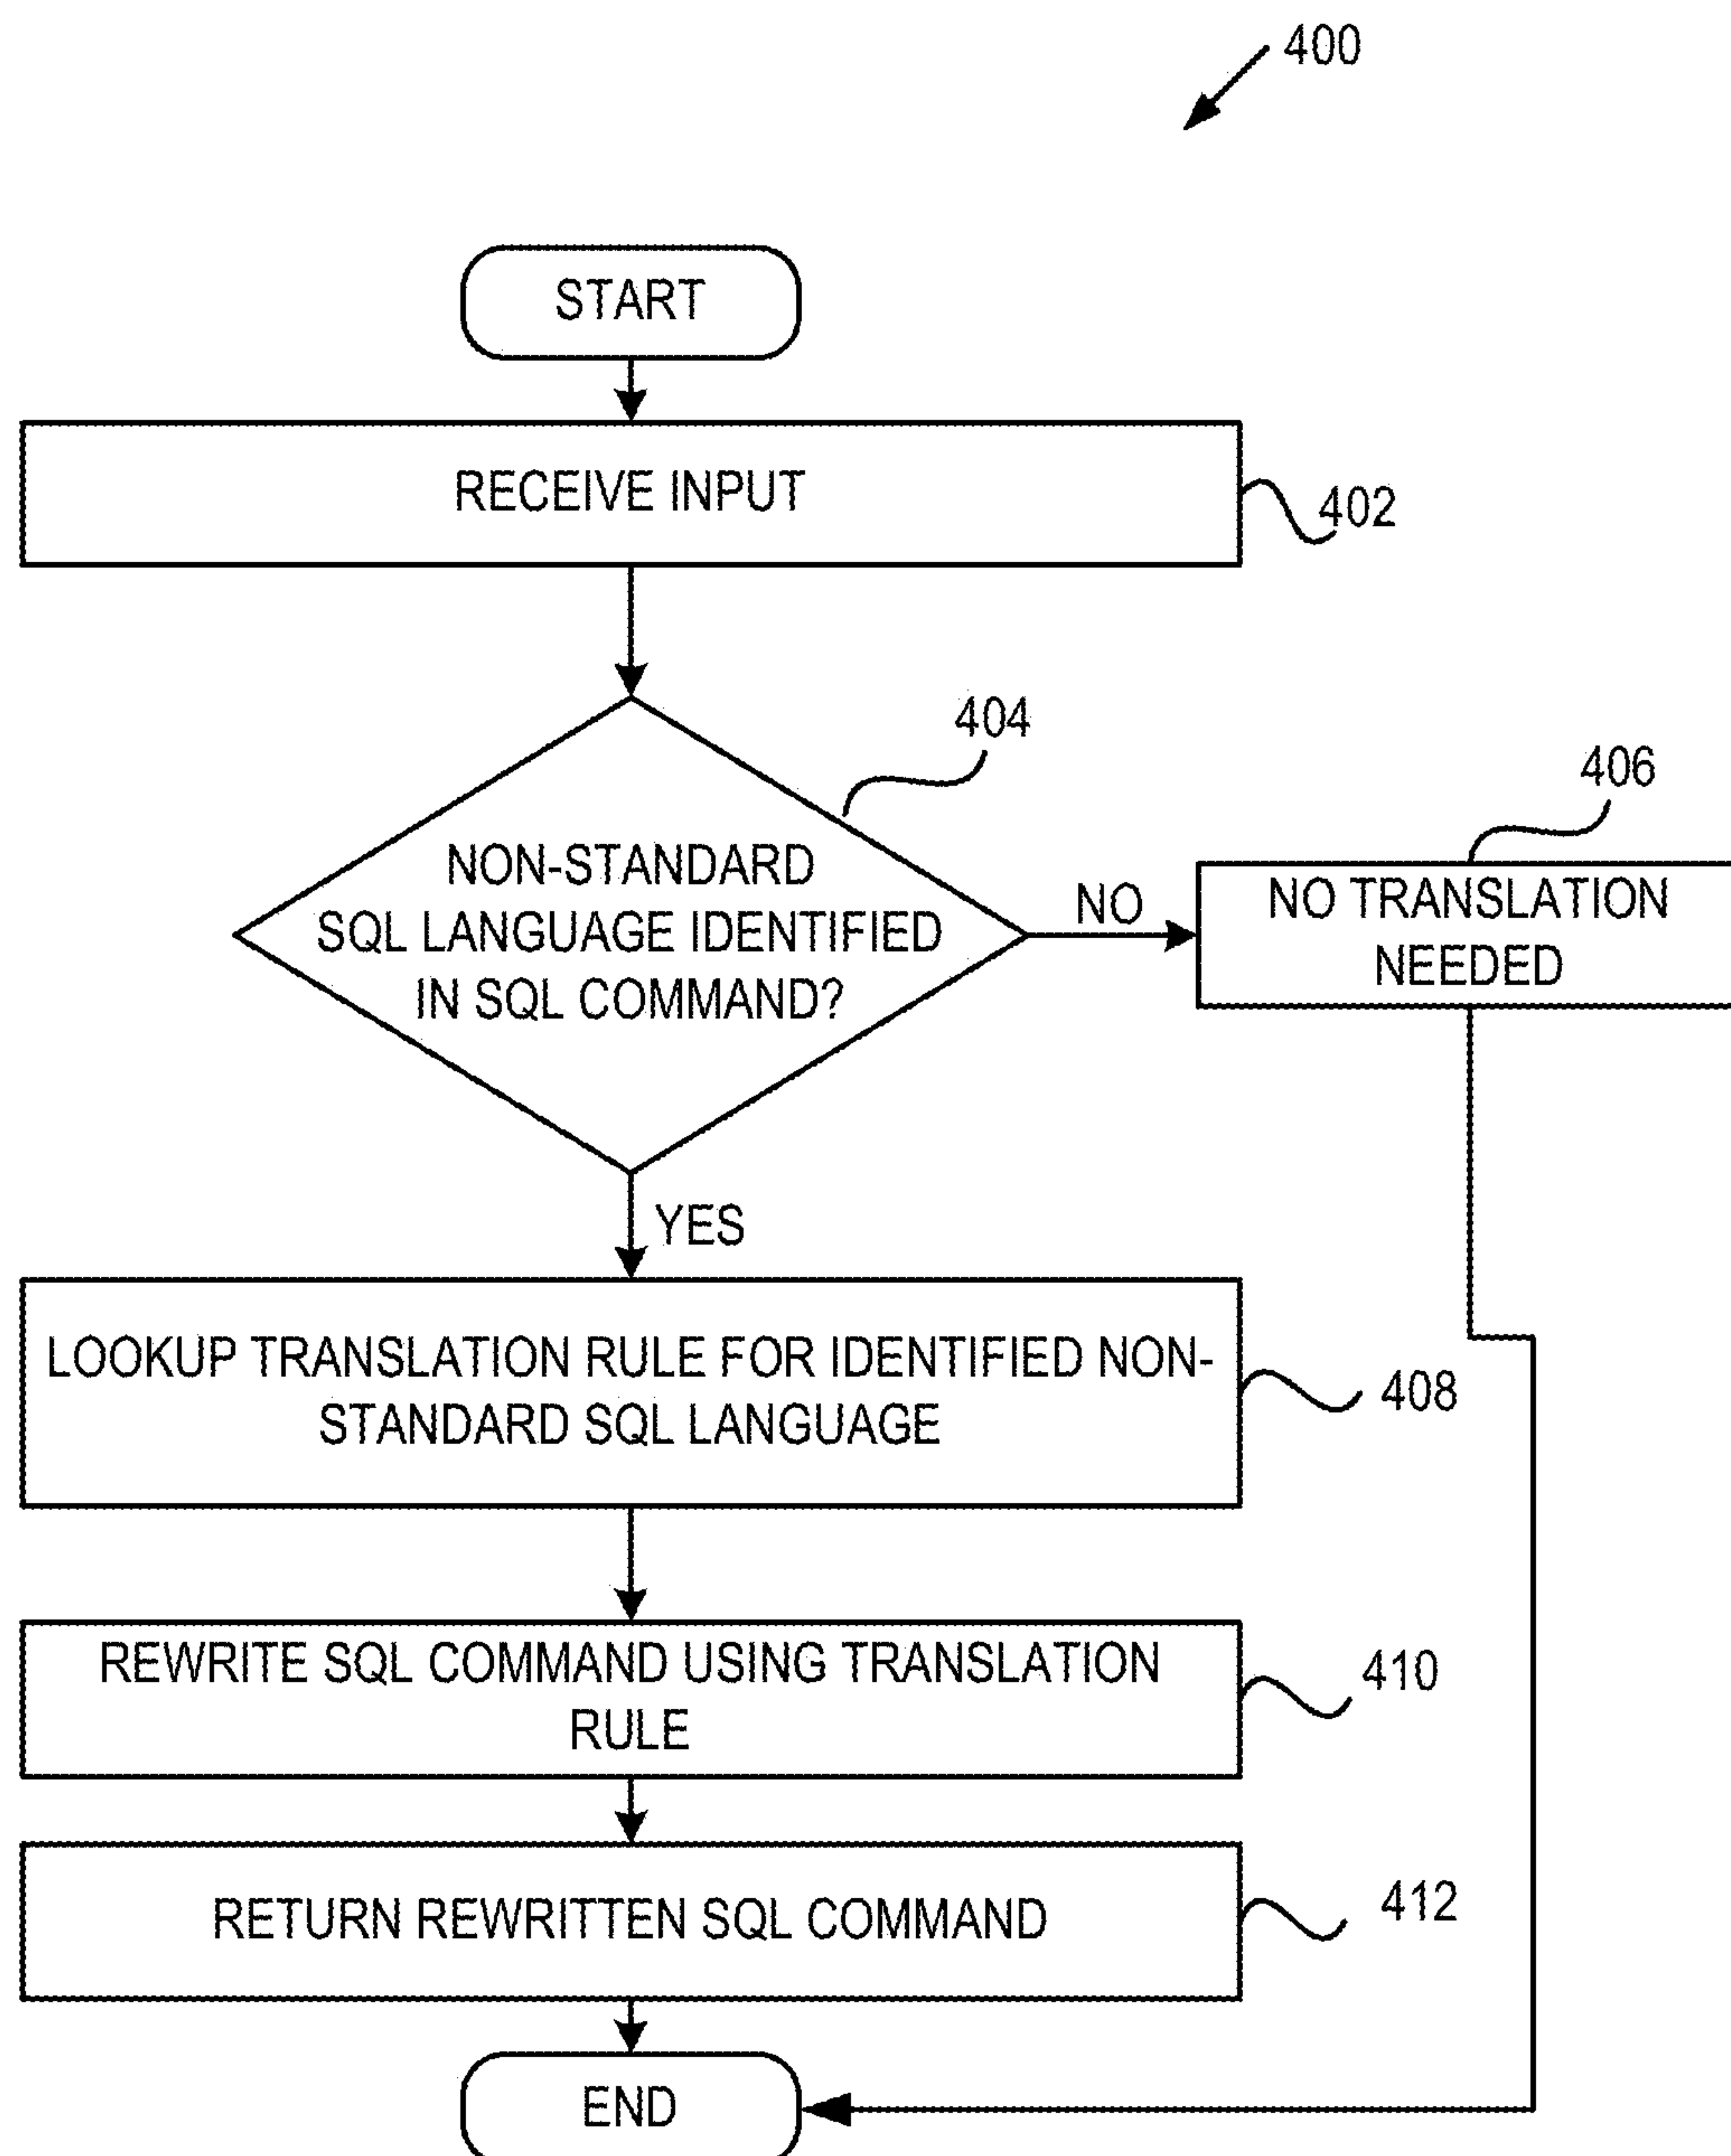 400
START
RECEIVE INPUT
402
404
NON-STANDARD
SQL LANGUAGE IDENTIFIED
IN SQL COMMAND?
NO
406
NO TRANSLATION
NEEDED
YES
LOOKUP TRANSLATION RULE FOR IDENTIFIED NON-
STANDARD SQL LANGUAGE
408
REWRITE SQL COMMAND USING TRANSLATION
RULE
410
RETURN REWRITTEN SQL COMMAND
412
END